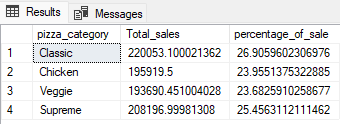 Results Messages
pizza_category Total_sales percentage_of_sale
1 Classic 220053.100021362 26.9059602306976
2 Chicken 195919.5 23.9551375322885
3 Veggie 193690.451004028 23.6825910258677
4 Supreme 208196.99981308 25.4563112111462